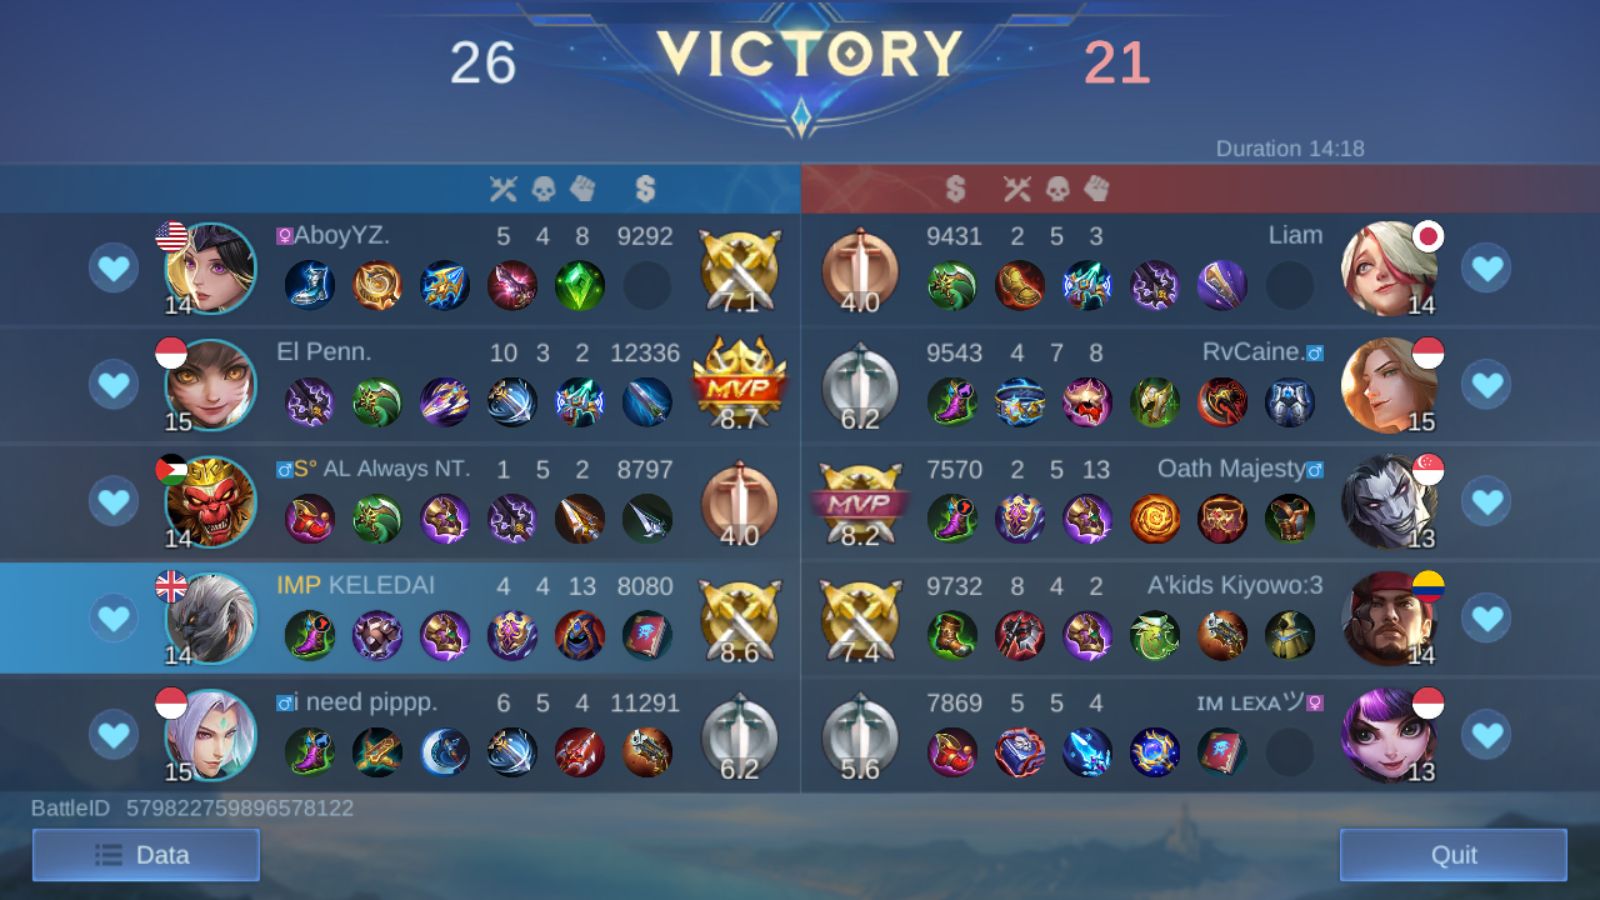 26 VICTORY 21
Duration 14:18
AboyYZ. 5 4 8 9292
14 7.1
9431 2 5 3 Liam
4.0 14
El Penn. 10 3 2 12336
15 MVP 8.7
9543 4 7 8 RvCaine.
6.2 15
S° AL Always NT. 1 5 2 8797
14 4.0
7570 2 5 13 Oath Majesty
MVP 8.2 13
IMP KELEDAI 4 4 13 8080
14 8.6
9732 8 4 2 A'kids Kiyowo:3
7.4 14
i need pippp. 6 5 4 11291
15 6.2
7869 5 5 4 IM LEXAツ
5.6 13
BattleID 579822759896578122
Data
Quit